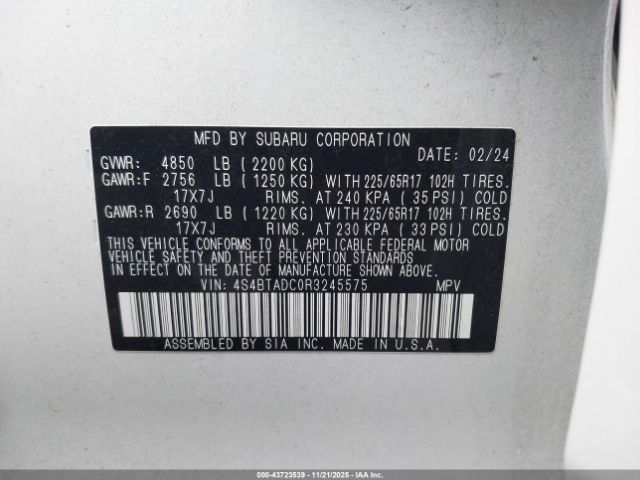 MFD BY SUBARU CORPORATION
DATE: 02/24
GVWR: 4850 LB (2200 KG)
GAWR:F 2756 LB (1250 KG) WITH 225/65R17 102H TIRES.
17X7J RIMS. AT 240 KPA (35 PSI) COLD
GAWR:R 2690 LB (1220 KG) WITH 225/65R17 102H TIRES.
17X7J RIMS. AT 230 KPA (33 PSI) COLD
THIS VEHICLE CONFORMS TO ALL APPLICABLE FEDERAL MOTOR
VEHICLE SAFETY AND THEFT PREVENTION STANDARDS
IN EFFECT ON THE DATE OF MANUFACTURE SHOWN ABOVE.
VIN: 4S4BTADC0R3245575 MPV
ASSEMBLED BY SIA INC. MADE IN U.S.A.
000-43723539 - 11/21/2025 - IAAI.com